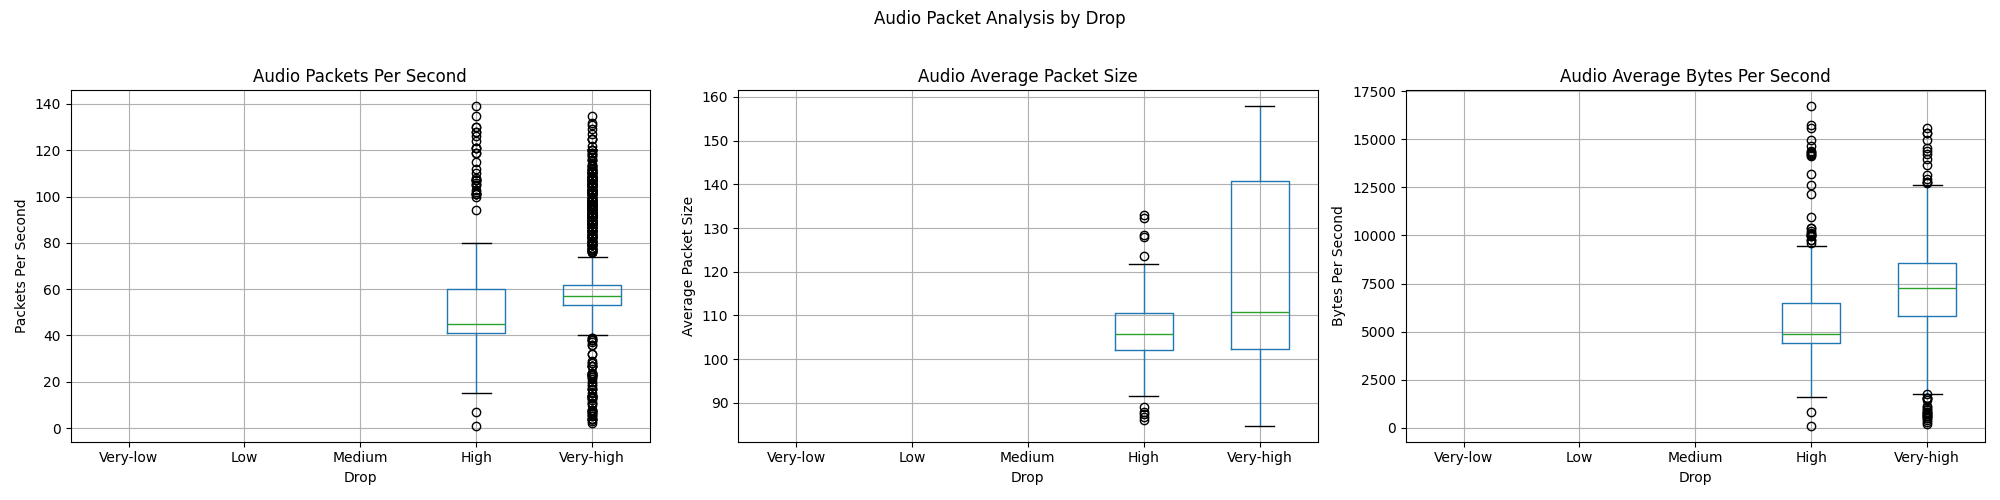 Audio Packet Analysis by Drop
Audio Packets Per Second
Packets Per Second
140
120
100
80
60
40
20
0
Very-low Low Medium High Very-high
Drop
Audio Average Packet Size
Average Packet Size
160
150
140
130
120
110
100
90
Very-low Low Medium High Very-high
Drop
Audio Average Bytes Per Second
Bytes Per Second
17500
15000
12500
10000
7500
5000
2500
0
Very-low Low Medium High Very-high
Drop